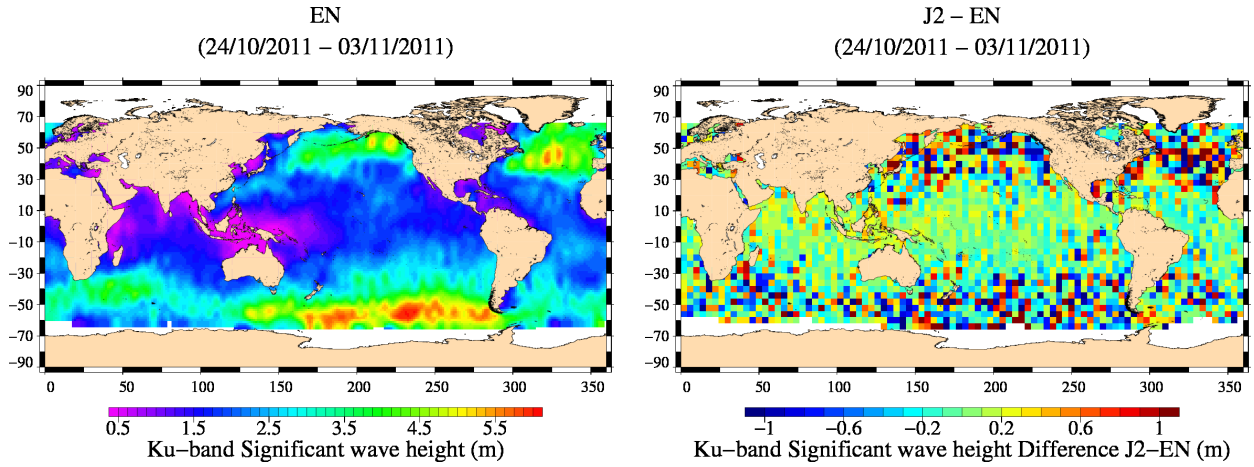 EN
(24/10/2011 − 03/11/2011)
90
70
50
30
10
−10
−30
−50
−70
−90
0 50 100 150 200 250 300 350
0.5 1.5 2.5 3.5 4.5 5.5
Ku−band Significant wave height (m)
J2 − EN
(24/10/2011 − 03/11/2011)
90
70
50
30
10
−10
−30
−50
−70
−90
0 50 100 150 200 250 300 350
−1 −0.6 −0.2 0.2 0.6 1
Ku−band Significant wave height Difference J2−EN (m)